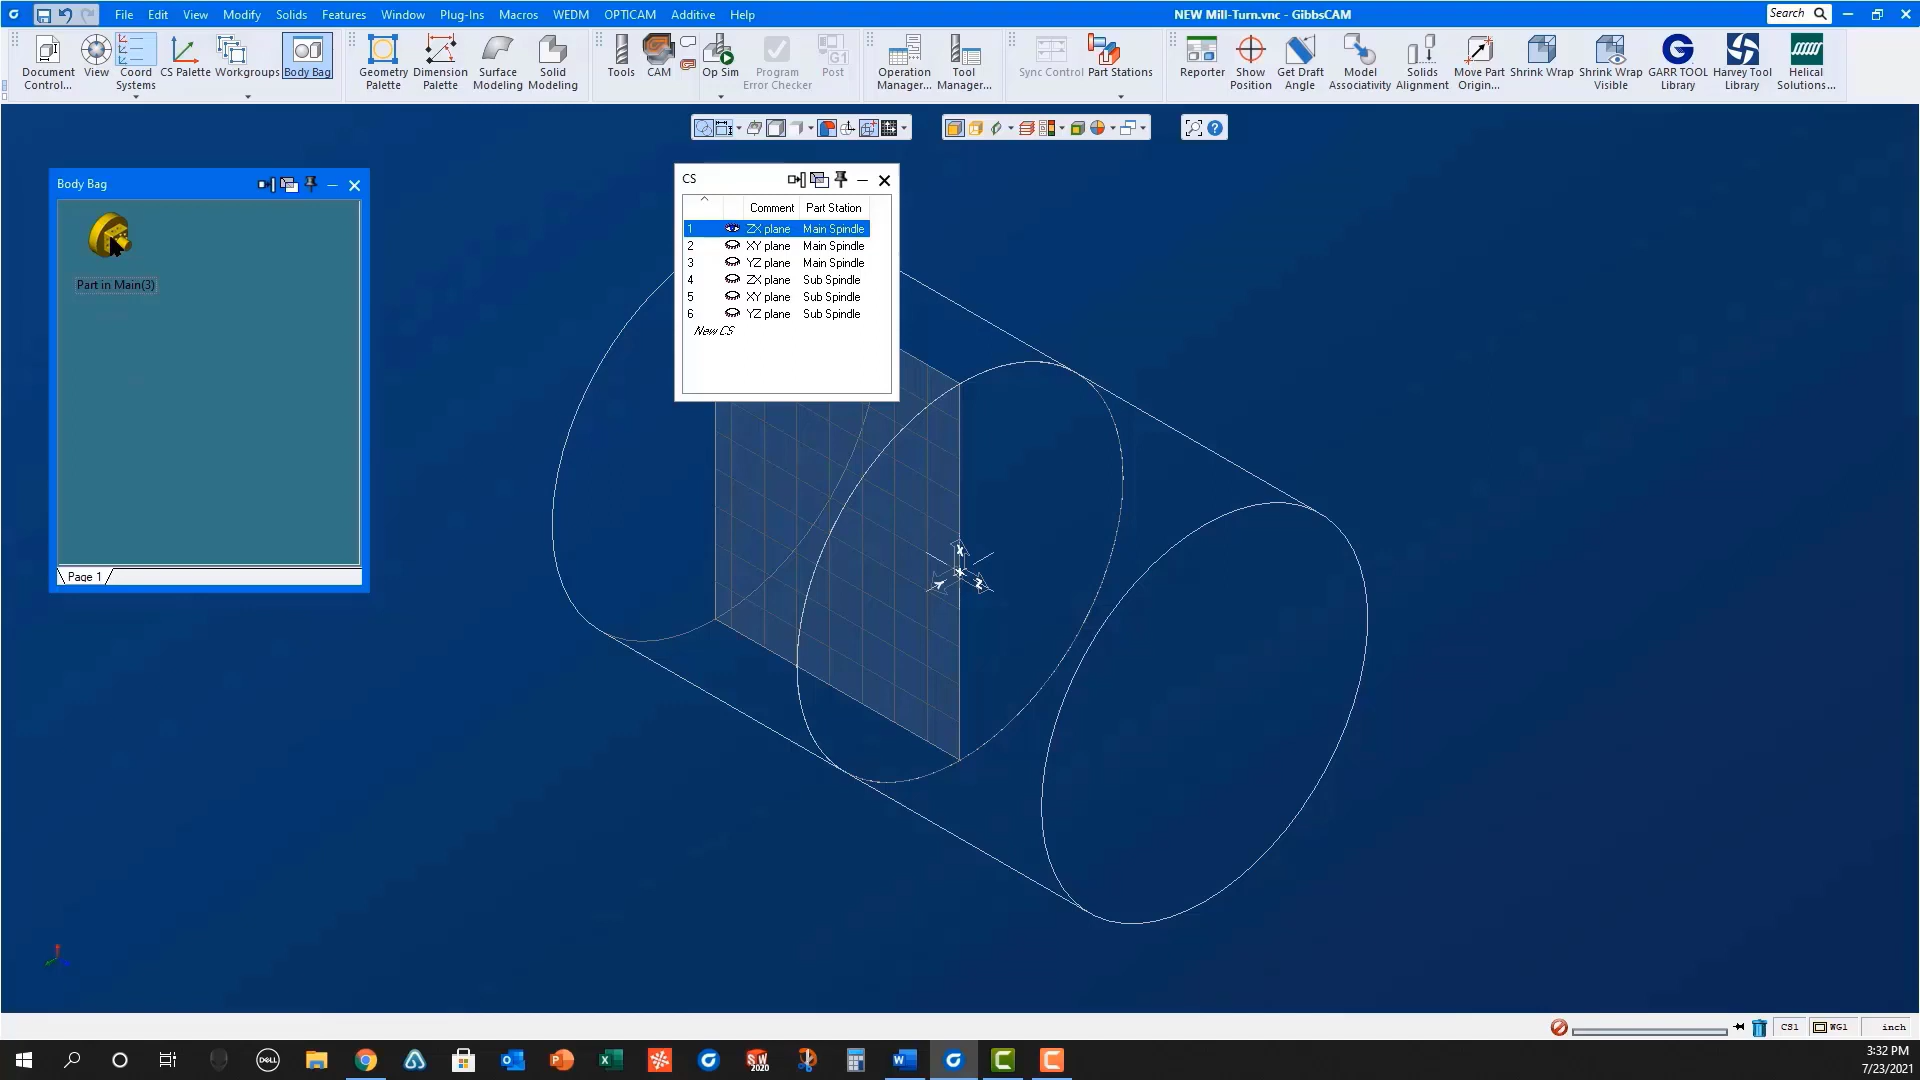 File Edit View Modify Solids Features Window Plug-Ins Macros WEDM OPTICAM Additive Help
NEW Mill-Turn.vnc - GibbsCAM
Search
Document Control...
View
Coord Systems
CS Palette
Workgroups
Body Bag
Geometry Palette
Dimension Palette
Surface Modeling
Solid Modeling
Tools
CAM
Op Sim
Program Error Checker
G1
Post
Operation Manager...
Tool Manager...
Sync Control
Part Stations
Reporter
Show Position
Get Draft Angle
Model Associativity
Solids Alignment
Move Part Origin...
Shrink Wrap
Shrink Wrap Visible
GARR TOOL Library
Harvey Tool Library
Helical Solutions...
Body Bag
Part in Main(3)
Page 1
CS
Comment Part Station
1 ZX plane Main Spindle
2 XY plane Main Spindle
3 YZ plane Main Spindle
4 ZX plane Sub Spindle
5 XY plane Sub Spindle
6 YZ plane Sub Spindle
New CS
X
Y
Z
CS1 WG1 inch
DELL
SW 2020
3:32 PM
7/23/2021